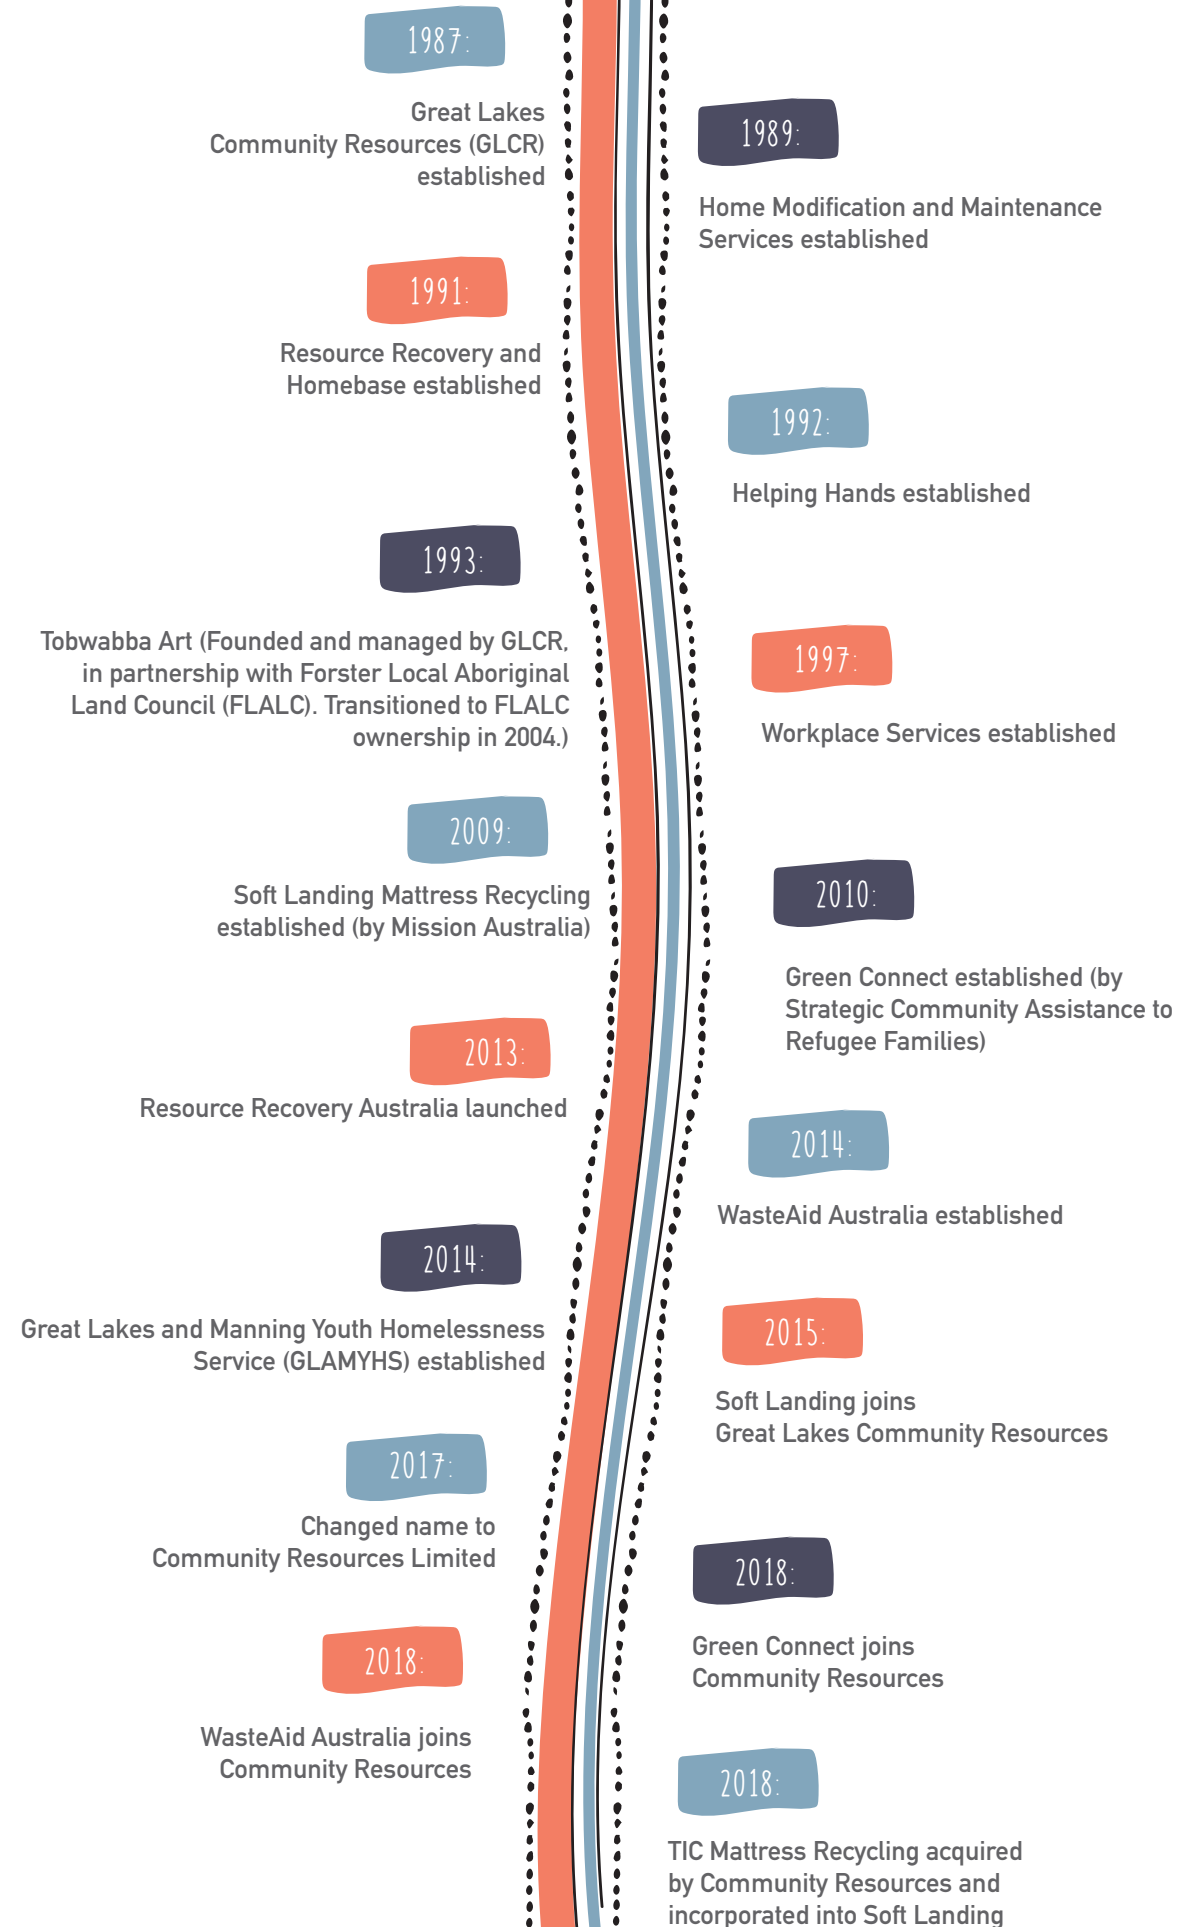 1987:
Great Lakes
Community Resources (GLCR)
established
1989:
Home Modification and Maintenance
Services established
1991:
Resource Recovery and
Homebase established
1992:
Helping Hands established
1993:
Tobwabba Art (Founded and managed by GLCR,
in partnership with Forster Local Aboriginal
Land Council (FLALC). Transitioned to FLALC
ownership in 2004.)
1997:
Workplace Services established
2009:
Soft Landing Mattress Recycling
established (by Mission Australia)
2010:
Green Connect established (by
Strategic Community Assistance to
Refugee Families)
2013:
Resource Recovery Australia launched
2014:
WasteAid Australia established
2014:
Great Lakes and Manning Youth Homelessness
Service (GLAMYHS) established
2015:
Soft Landing joins
Great Lakes Community Resources
2017:
Changed name to
Community Resources Limited
2018:
Green Connect joins
Community Resources
2018:
WasteAid Australia joins
Community Resources
2018:
TIC Mattress Recycling acquired
by Community Resources and
incorporated into Soft Landing